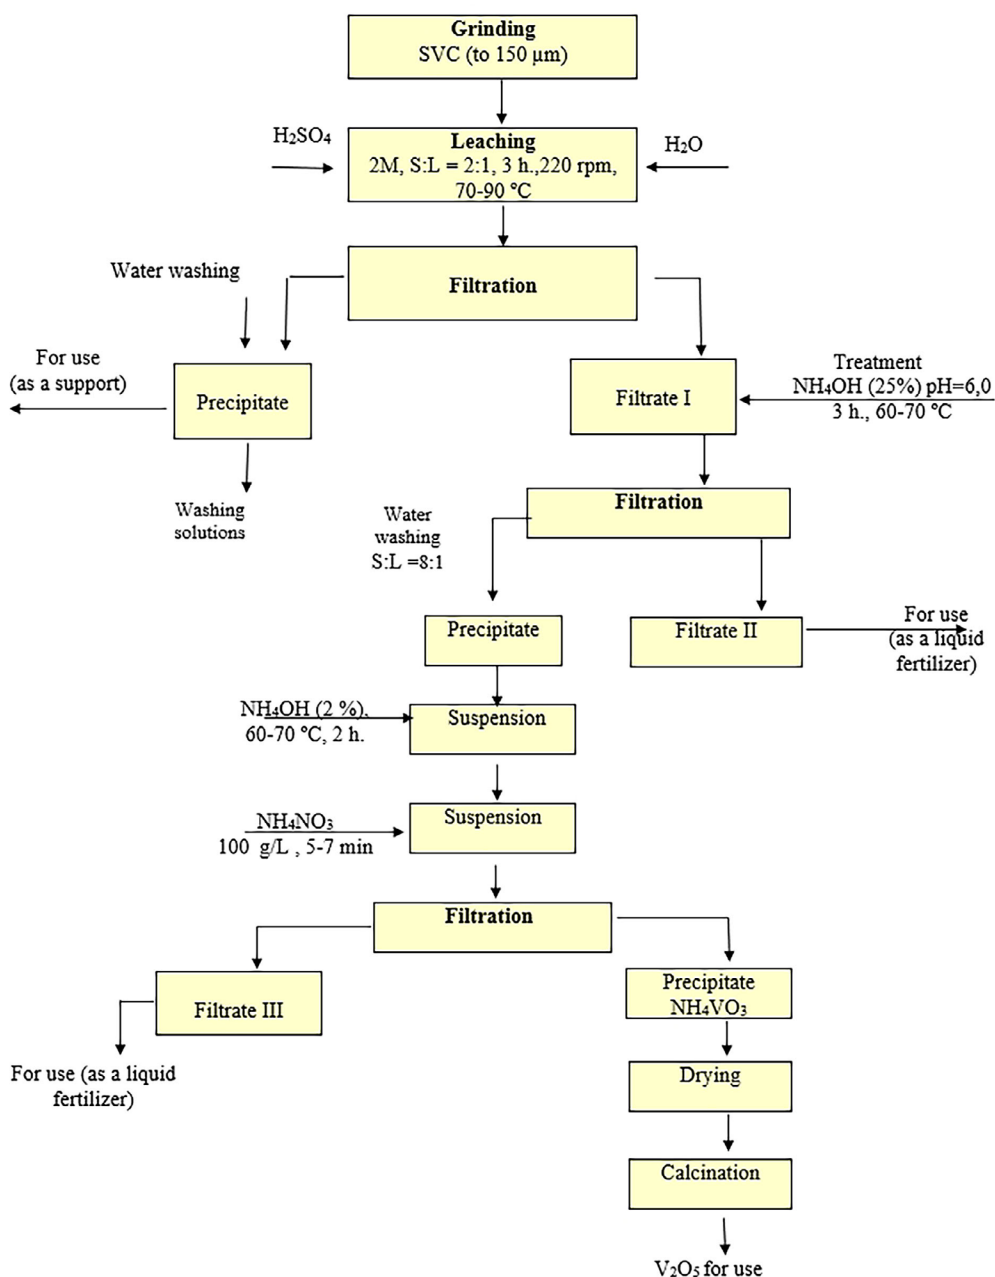 Grinding
SVC (to 150 µm)
H₂SO₄
Leaching
2M, S:L = 2:1, 3 h.,220 rpm,
70-90 ºC
H₂O
Filtration
Water washing
For use
(as a support)
Precipitate
Washing
solutions
Filtrate I
Treatment
NH₄OH (25%) pH=6,0
3 h., 60-70 ºC
Filtration
Water
washing
S:L =8:1
Precipitate
Filtrate II
For use
(as a liquid
fertilizer)
NH₄OH (2 %),
60-70 ºC, 2 h.
Suspension
NH₄NO₃
100 g/L , 5-7 min
Suspension
Filtration
Filtrate III
For use (as a liquid
fertilizer)
Precipitate
NH₄VO₃
Drying
Calcination
V₂O₅ for use